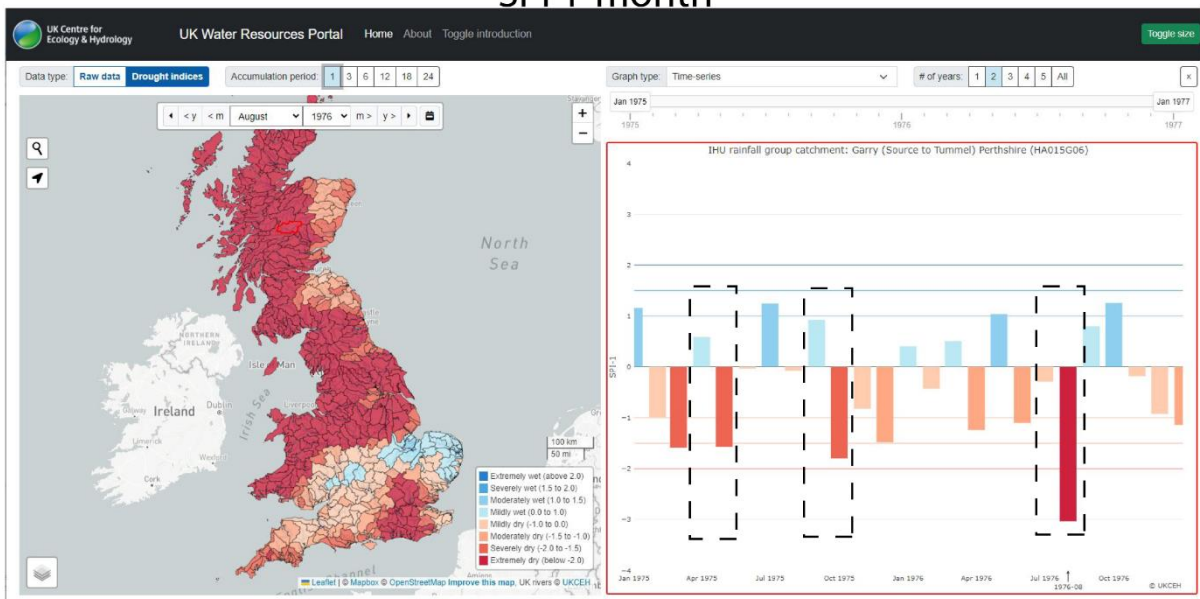 SPI 1-month
UK Centre for
Ecology & Hydrology
UK Water Resources Portal Home About Toggle introduction
Toggle size
Data type: Raw data Drought indices Accumulation period: 1 3 6 12 18 24
Graph type: Time-series # of years: 1 2 3 4 5 All x
< y < m August 1976 m > y >
+
−
Jan 1975 Jan 1977
1975 1976 1977
IHU rainfall group catchment: Garry (Source to Tummel) Perthshire (HA015G06)
North
Sea
NORTHERN
IRELAND
Isle of Man
Irish Sea
Ireland
Dublin
Galway
Liverpool
Limerick
Cork
100 km
50 mi
Extremely wet (above 2.0)
Severely wet (1.5 to 2.0)
Moderately wet (1.0 to 1.5)
Mildly wet (0.0 to 1.0)
Mildly dry (-1.0 to 0.0)
Moderately dry (-1.5 to -1.0)
Severely dry (-2.0 to -1.5)
Extremely dry (below -2.0)
Leaflet | © Mapbox © OpenStreetMap Improve this map, UK rivers © UKCEH
SPI-1
4
3
2
1
0
−1
−2
−3
−4
Jan 1975 Apr 1975 Jul 1975 Oct 1975 Jan 1976 Apr 1976 Jul 1976 Oct 1976
1976-08
© UKCEH